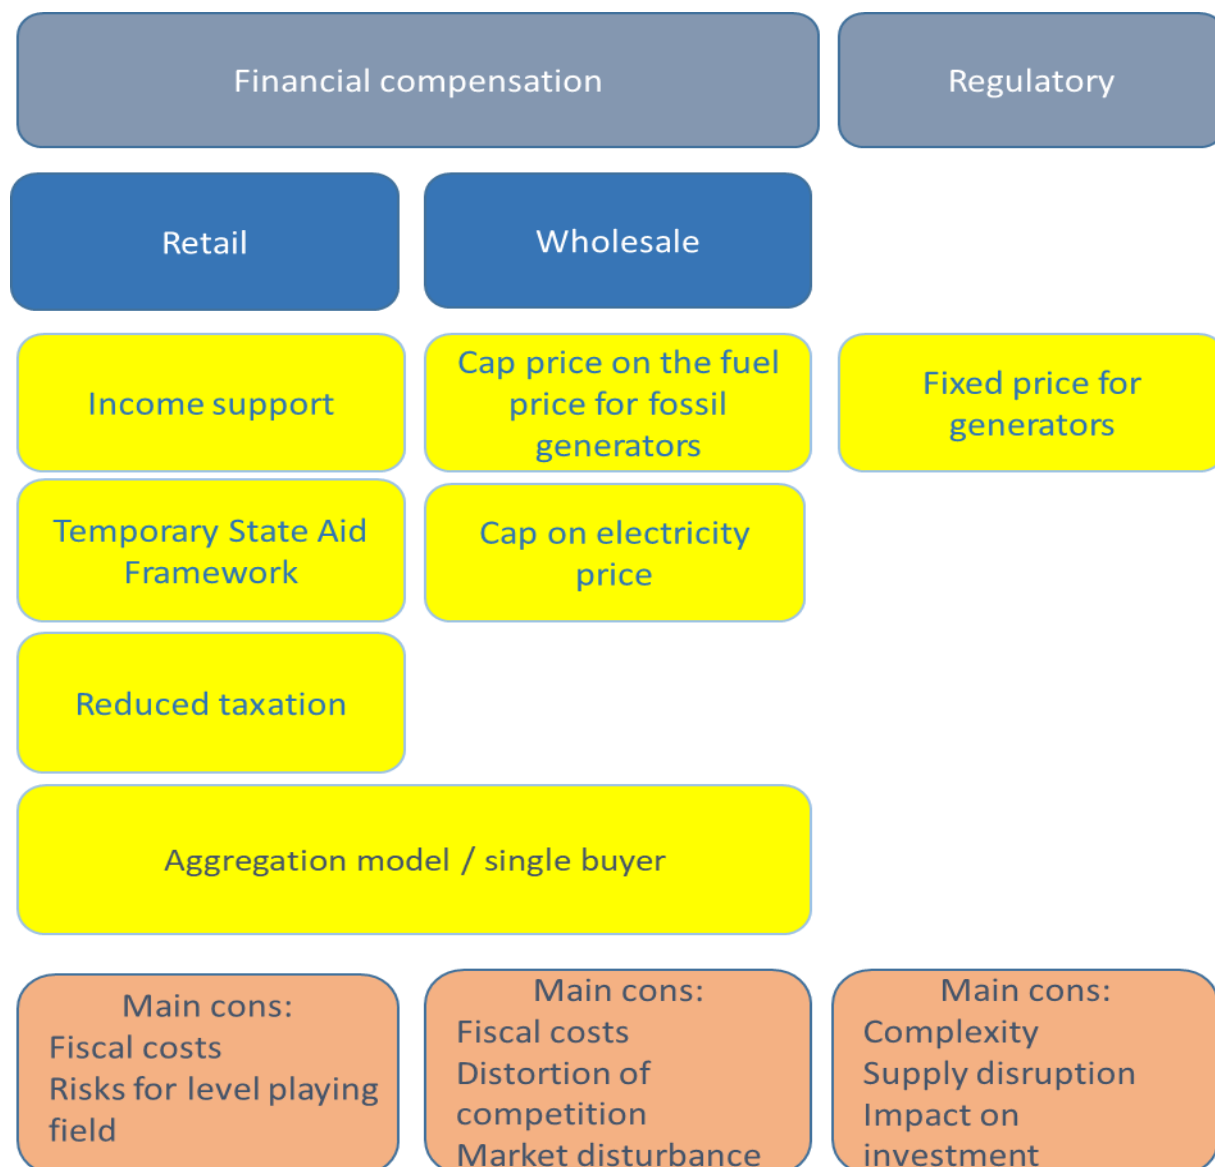 Financial compensation
Regulatory
Retail
Wholesale
Income support
Cap price on the fuel
price for fossil
generators
Fixed price for
generators
Temporary State Aid
Framework
Cap on electricity
price
Reduced taxation
Aggregation model / single buyer
Main cons:
Fiscal costs
Risks for level playing
field
Main cons:
Fiscal costs
Distortion of
competition
Market disturbance
Main cons:
Complexity
Supply disruption
Impact on
investment